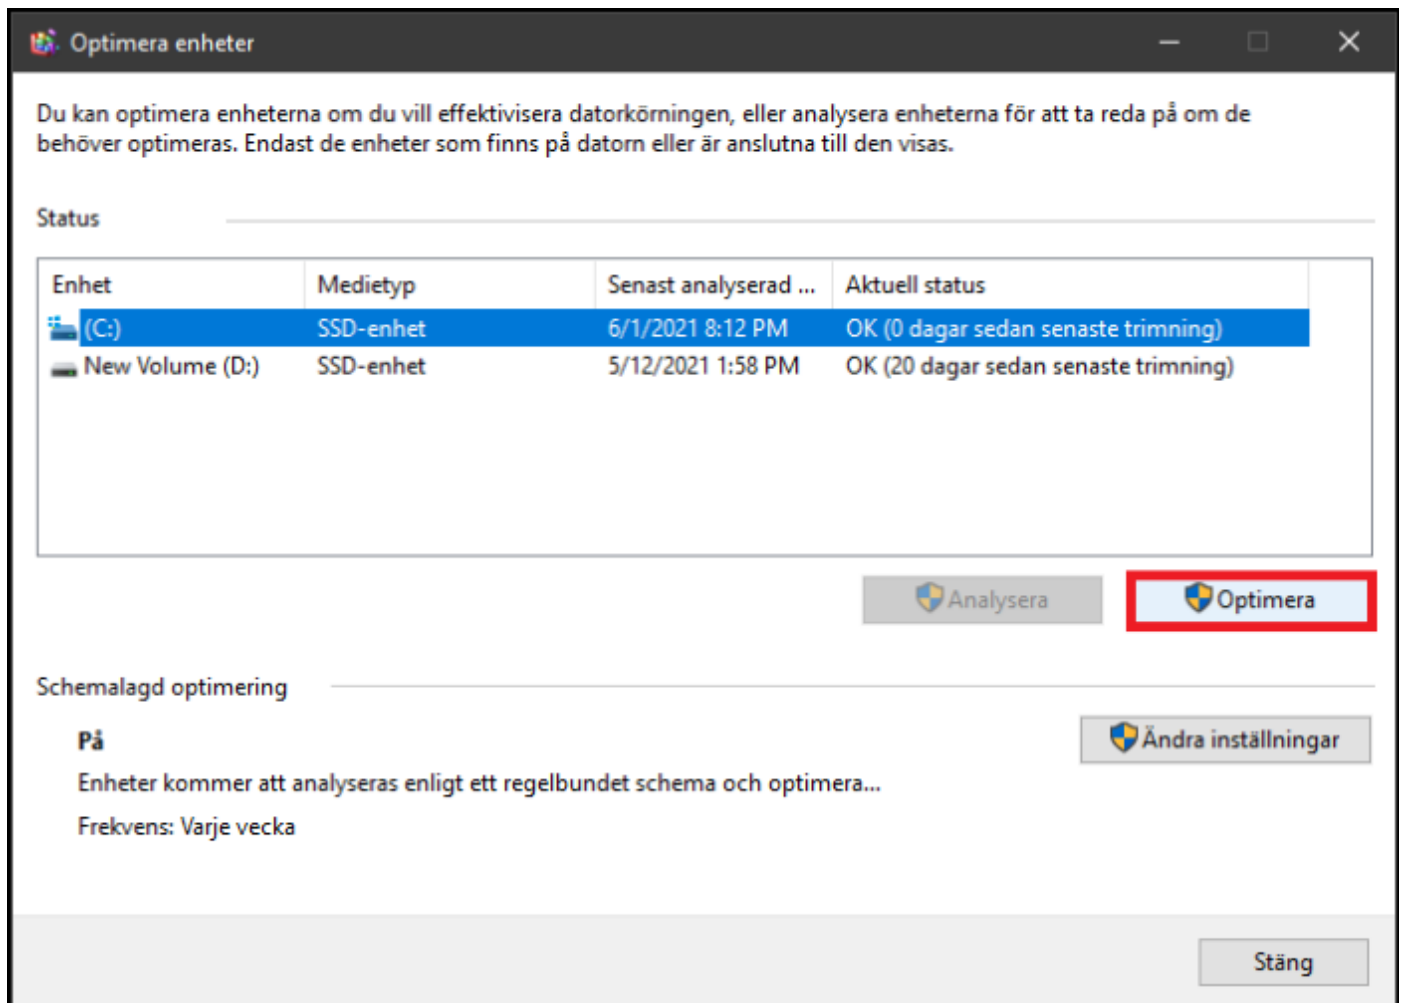 Optimera enheter
Du kan optimera enheterna om du vill effektivisera datorkörningen, eller analysera enheterna för att ta reda på om de
behöver optimeras. Endast de enheter som finns på datorn eller är anslutna till den visas.
Status
Enhet Medietyp Senast analyserad ... Aktuell status
(C:) SSD-enhet 6/1/2021 8:12 PM OK (0 dagar sedan senaste trimning)
New Volume (D:) SSD-enhet 5/12/2021 1:58 PM OK (20 dagar sedan senaste trimning)
Analysera Optimera
Schemalagd optimering
På Ändra inställningar
Enheter kommer att analyseras enligt ett regelbundet schema och optimera...
Frekvens: Varje vecka
Stäng